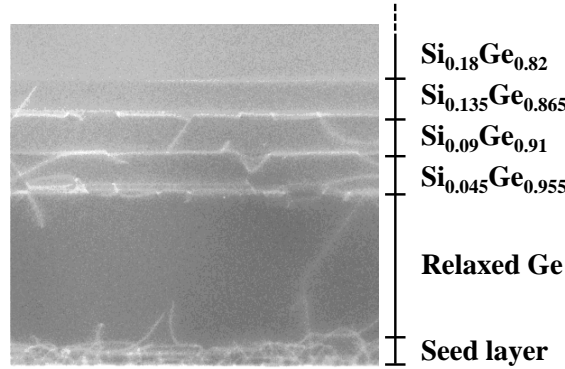 Si0.18Ge0.82
Si0.135Ge0.865
Si0.09Ge0.91
Si0.045Ge0.955
Relaxed Ge
Seed layer